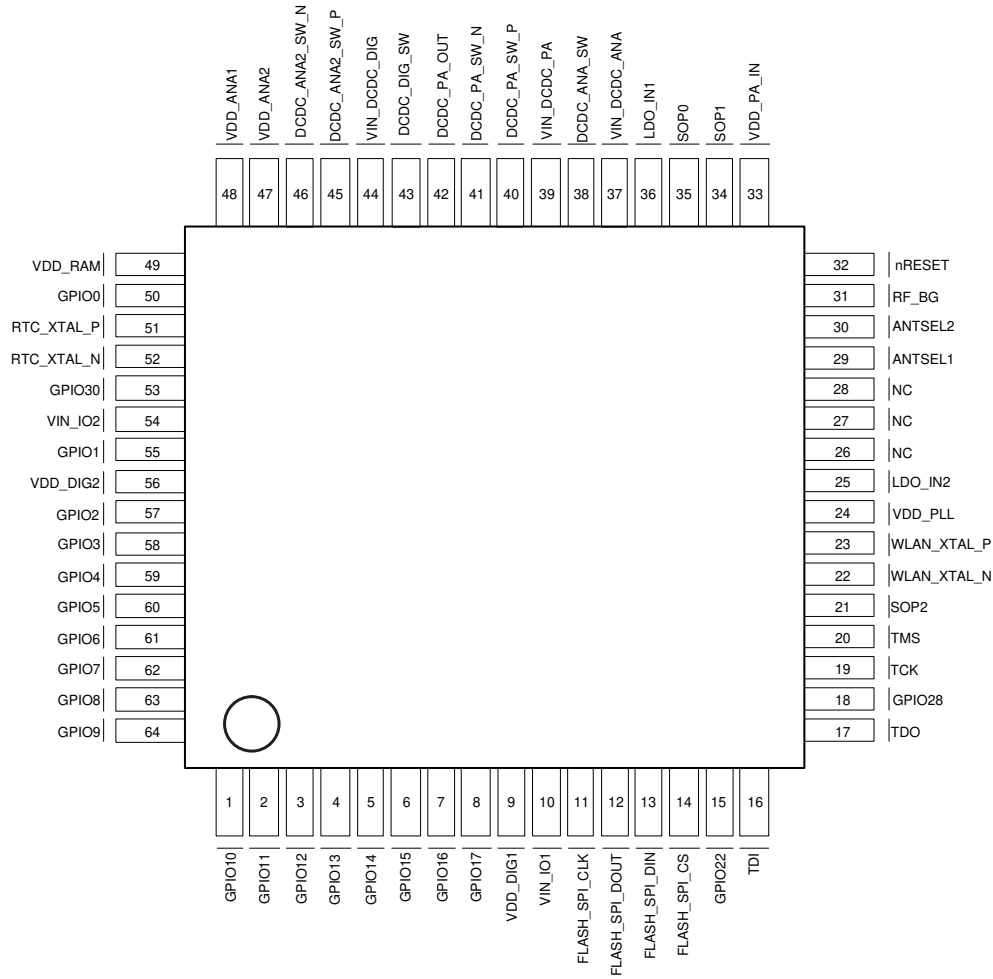 VDD_ANA1
VDD_ANA2
DCDC_ANA2_SW_N
DCDC_ANA2_SW_P
VIN_DCDC_DIG
DCDC_DIG_SW
DCDC_PA_OUT
DCDC_PA_SW_N
DCDC_PA_SW_P
VIN_DCDC_PA
DCDC_ANA_SW
VIN_DCDC_ANA
LDO_IN1
SOP0
SOP1
VDD_PA_IN
48 47 46 45 44 43 42 41 40 39 38 37 36 35 34 33
VDD_RAM 49
GPIO0 50
RTC_XTAL_P 51
RTC_XTAL_N 52
GPIO30 53
VIN_IO2 54
GPIO1 55
VDD_DIG2 56
GPIO2 57
GPIO3 58
GPIO4 59
GPIO5 60
GPIO6 61
GPIO7 62
GPIO8 63
GPIO9 64
32 nRESET
31 RF_BG
30 ANTSEL2
29 ANTSEL1
28 NC
27 NC
26 NC
25 LDO_IN2
24 VDD_PLL
23 WLAN_XTAL_P
22 WLAN_XTAL_N
21 SOP2
20 TMS
19 TCK
18 GPIO28
17 TDO
1 2 3 4 5 6 7 8 9 10 11 12 13 14 15 16
GPIO10
GPIO11
GPIO12
GPIO13
GPIO14
GPIO15
GPIO16
GPIO17
VDD_DIG1
VIN_IO1
FLASH_SPI_CLK
FLASH_SPI_DOUT
FLASH_SPI_DIN
FLASH_SPI_CS
GPIO22
TDI